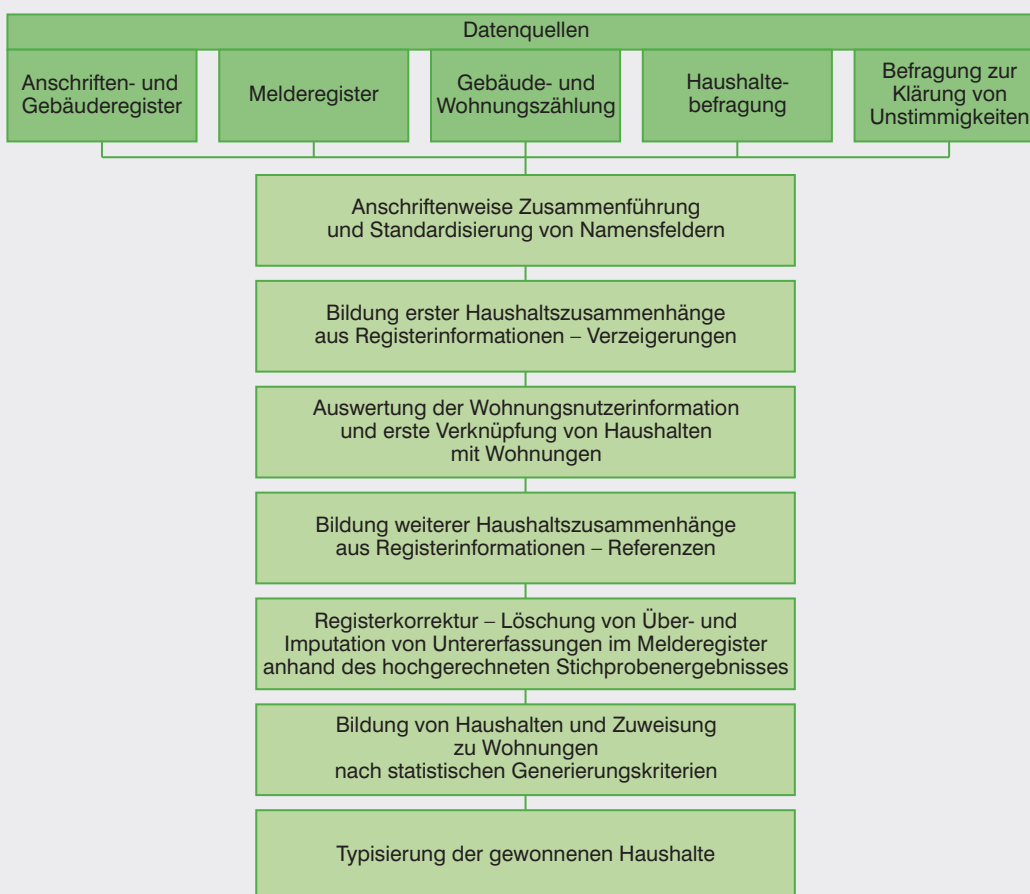 Datenquellen
Anschriften- und
Gebäuderegister
Melderegister
Gebäude- und
Wohnungszählung
Haushalte-
befragung
Befragung zur
Klärung von
Unstimmigkeiten
Anschriftenweise Zusammenführung
und Standardisierung von Namensfeldern
Bildung erster Haushaltszusammenhänge
aus Registerinformationen – Verzeigerungen
Auswertung der Wohnungsnutzerinformation
und erste Verknüpfung von Haushalten
mit Wohnungen
Bildung weiterer Haushaltszusammenhänge
aus Registerinformationen – Referenzen
Registerkorrektur – Löschung von Über- und
Imputation von Untererfassungen im Melderegister
anhand des hochgerechneten Stichprobenergebnisses
Bildung von Haushalten und Zuweisung
zu Wohnungen
nach statistischen Generierungskriterien
Typisierung der gewonnenen Haushalte